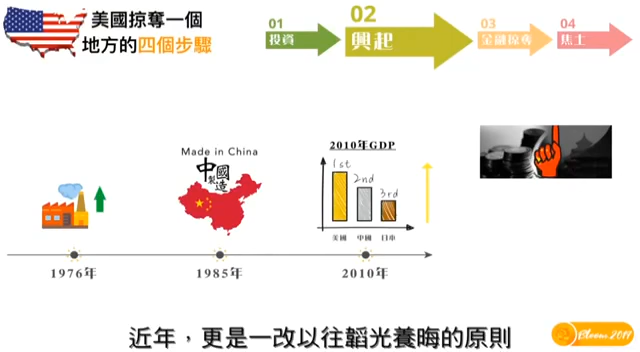 美國掠奪一個
地方的四個步驟
01
投資
02
興起
03
金融掠奪
04
焦土
Made in China
中國
製造
2010年GDP
1st
2nd
3rd
美國
中國
日本
1976年
1985年
2010年
近年，更是一改以往韜光養晦的原則